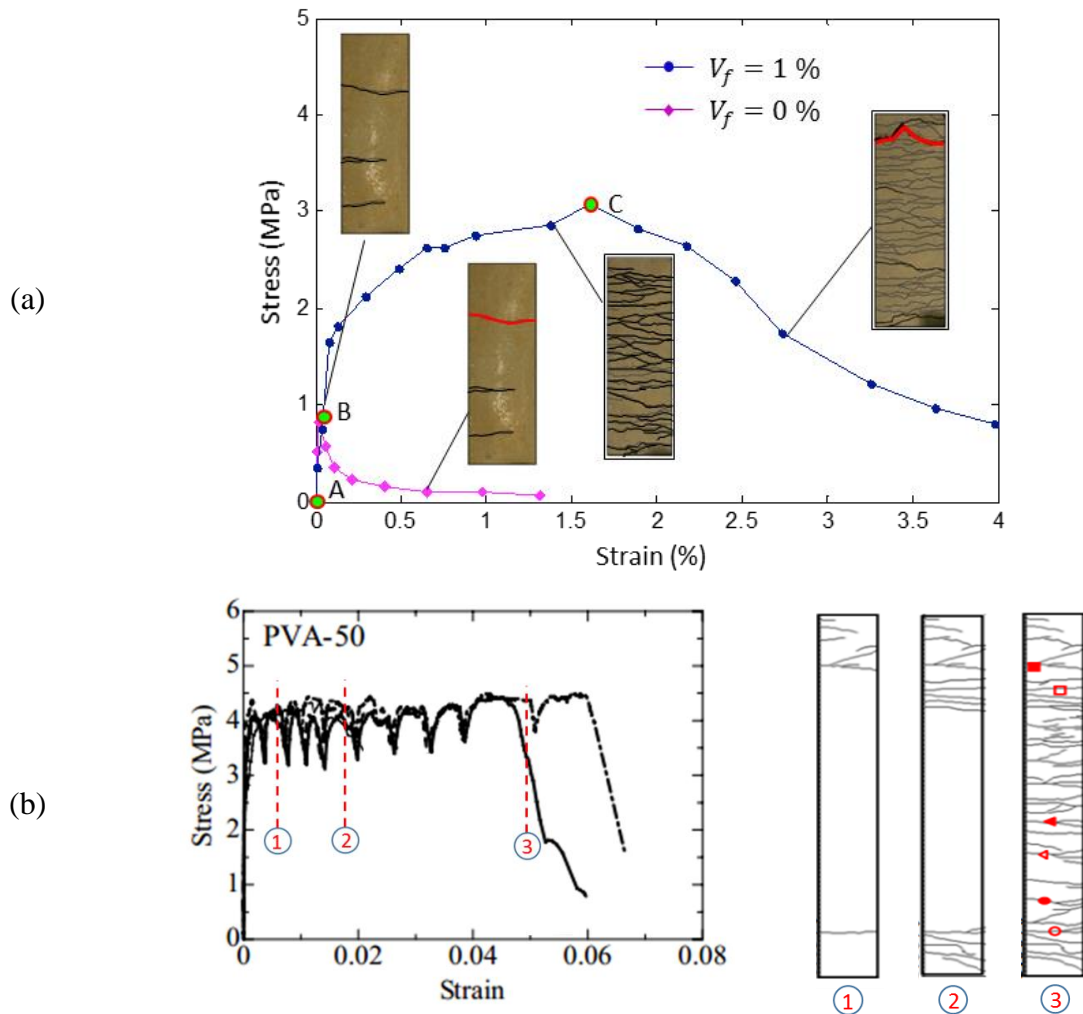 (a)
Stress (MPa)
5
4
3
2
1
0
V_f = 1 %
V_f = 0 %
A
B
C
0 0.5 1 1.5 2 2.5 3 3.5 4
Strain (%)
(b)
Stress (MPa)
6
5
4
3
2
1
0
PVA-50
1 2 3
0 0.02 0.04 0.06 0.08
Strain
1 2 3